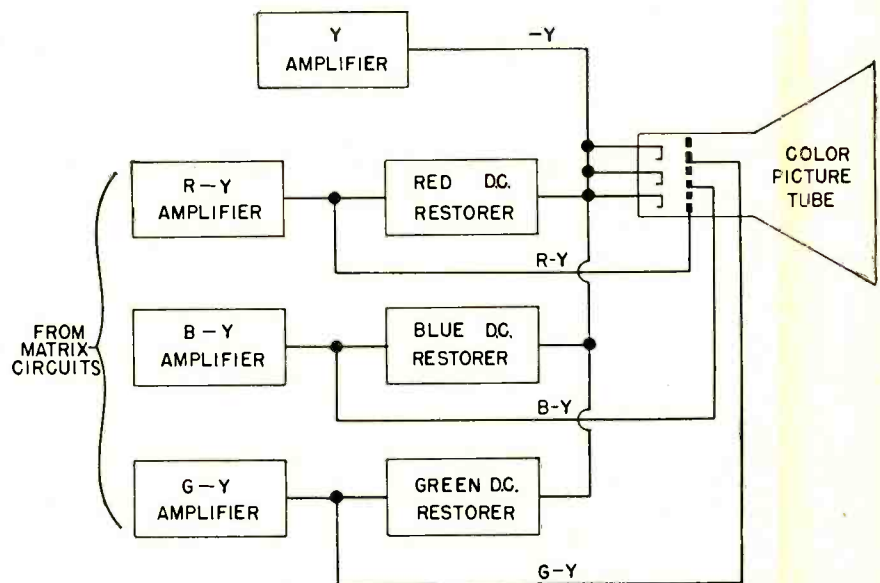 Y
AMPLIFIER
-Y
COLOR
PICTURE
TUBE
R-Y
AMPLIFIER
RED D.C.
RESTORER
R-Y
FROM
MATRIX
CIRCUITS
B-Y
AMPLIFIER
BLUE D.C.
RESTORER
B-Y
G-Y
AMPLIFIER
GREEN D.C.
RESTORER
G-Y